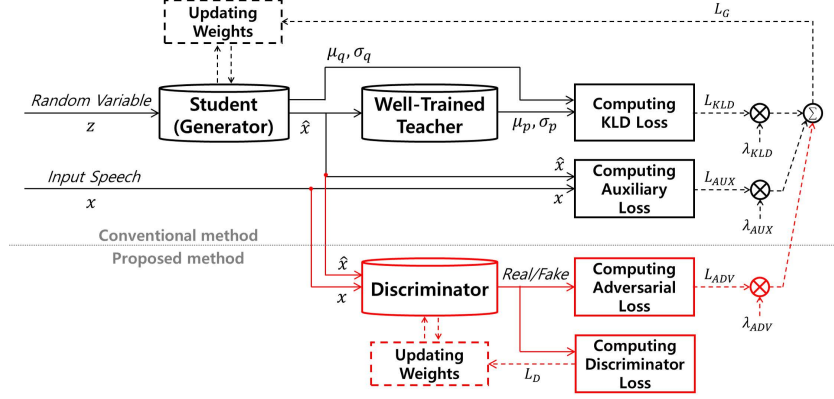 Updating
Weights
L_G
μ_q, σ_q
Random Variable
z
Student
(Generator)
x̂
Well-Trained
Teacher
μ_p, σ_p
Computing
KLD Loss
L_KLD
λ_KLD
Σ
Input Speech
x
x̂
x
Computing
Auxiliary
Loss
L_AUX
λ_AUX
Conventional method
Proposed method
x̂
x
Discriminator
Real/Fake
Computing
Adversarial
Loss
L_ADV
λ_ADV
Updating
Weights
L_D
Computing
Discriminator
Loss